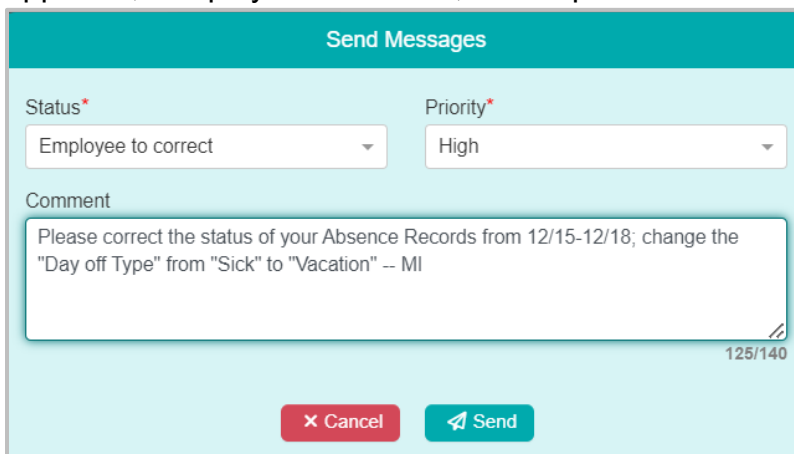 Send Messages
Status* Priority*
Employee to correct High
Comment
Please correct the status of your Absence Records from 12/15-12/18; change the
"Day off Type" from "Sick" to "Vacation" -- MI
125/140
Cancel Send